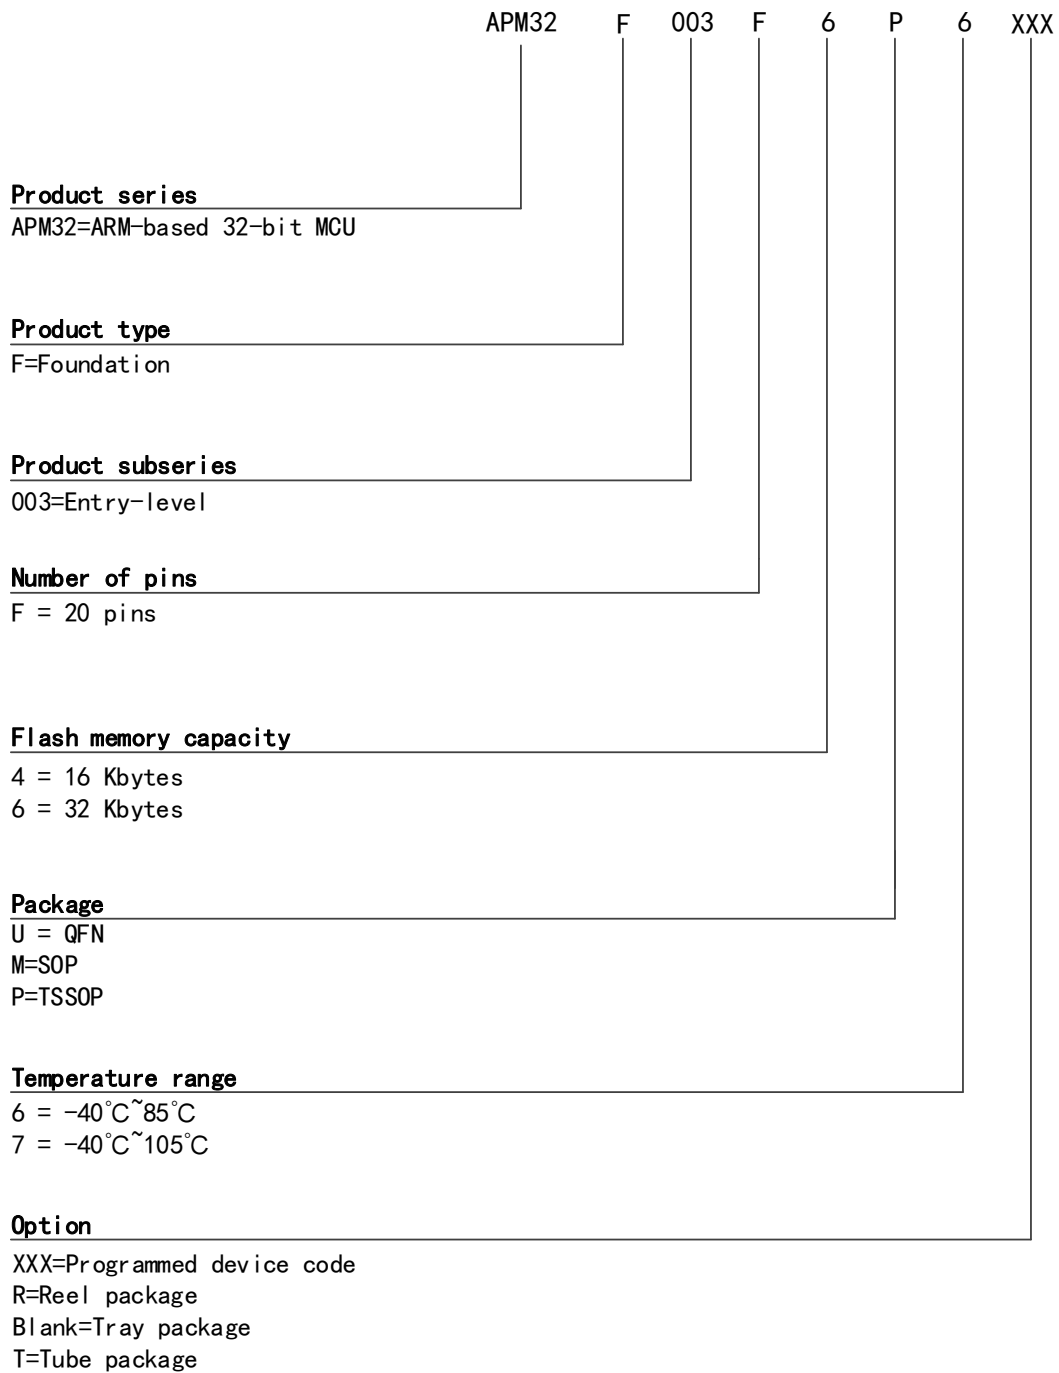 APM32 F 003 F 6 P 6 XXX
Product series
APM32=ARM-based 32-bit MCU
Product type
F=Foundation
Product subseries
003=Entry-level
Number of pins
F = 20 pins
Flash memory capacity
4 = 16 Kbytes
6 = 32 Kbytes
Package
U = QFN
M=SOP
P=TSSOP
Temperature range
6 = -40℃~85℃
7 = -40℃~105℃
Option
XXX=Programmed device code
R=Reel package
Blank=Tray package
T=Tube package